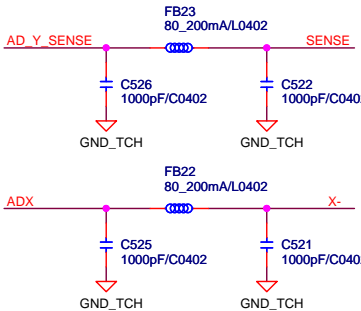 FB23
80_200mA/L0402
AD_Y_SENSE
SENSE
C526
1000pF/C0402
C522
1000pF/C040
GND_TCH
GND_TCH
FB22
80_200mA/L0402
ADX
X-
C525
1000pF/C0402
C521
1000pF/C040
GND_TCH
GND_TCH